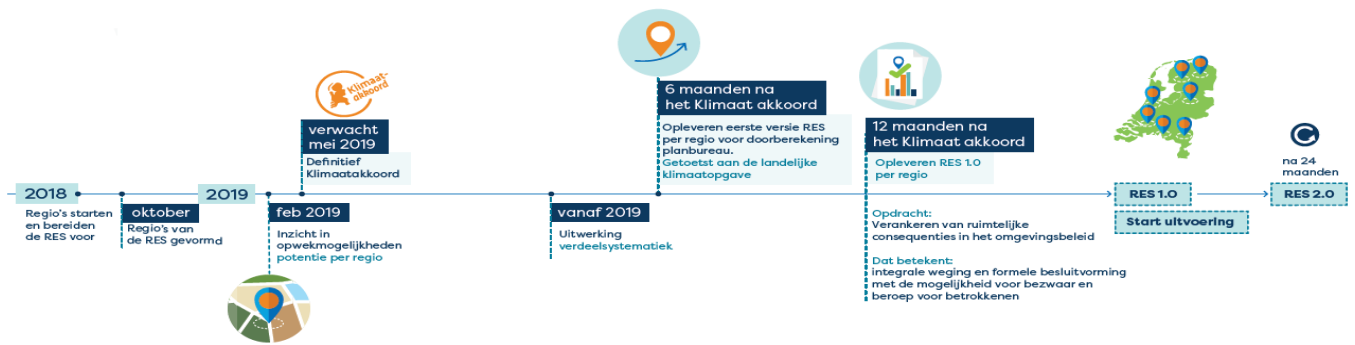 2018
Regio's starten
en bereiden
de RES voor
oktober
Regio's van
de RES gevormd
2019
feb 2019
Inzicht in
opwekmogelijkheden
potentie per regio
Klimaat-
akkoord
verwacht
mei 2019
Definitief
Klimaatakkoord
vanaf 2019
Uitwerking
verdeelsystematiek
6 maanden na
het Klimaat akkoord
Opleveren eerste versie RES
per regio voor doorberekening
planbureau.
Getoetst aan de landelijke
klimaatopgave
12 maanden na
het Klimaat akkoord
Opleveren RES 1.0
per regio
Opdracht:
Verankeren van ruimtelijke
consequenties in het omgevingsbeleid
Dat betekent:
integrale weging en formele besluitvorming
met de mogelijkheid voor bezwaar en
beroep voor betrokkenen
RES 1.0
Start uitvoering
na 24
maanden
RES 2.0